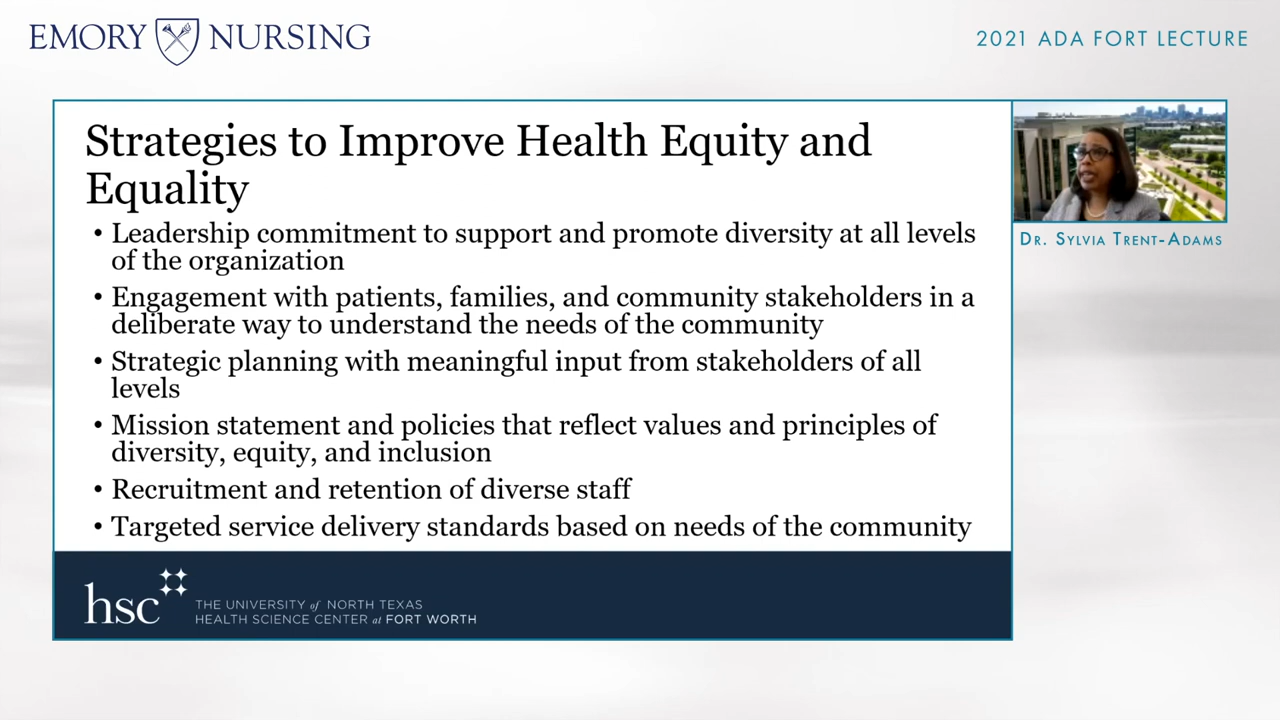 EMORY NURSING
2021 ADA FORT LECTURE
Strategies to Improve Health Equity and
Equality
• Leadership commitment to support and promote diversity at all levels
of the organization
• Engagement with patients, families, and community stakeholders in a
deliberate way to understand the needs of the community
• Strategic planning with meaningful input from stakeholders of all
levels
• Mission statement and policies that reflect values and principles of
diversity, equity, and inclusion
• Recruitment and retention of diverse staff
• Targeted service delivery standards based on needs of the community
DR. SYLVIA TRENT-ADAMS
hsc
THE UNIVERSITY of NORTH TEXAS
HEALTH SCIENCE CENTER at FORT WORTH